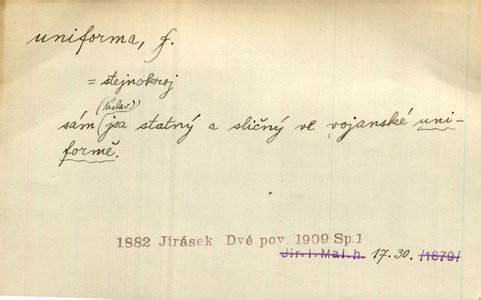 uniforma, f.
= stejnokroj
(Václav)
sám jsa statný a sličný ve vojanské uni-
formě.
1882 Jirásek Dvě pov. 1909 Sp.1
Jir. I. Mal. h. 17.30. /1879/